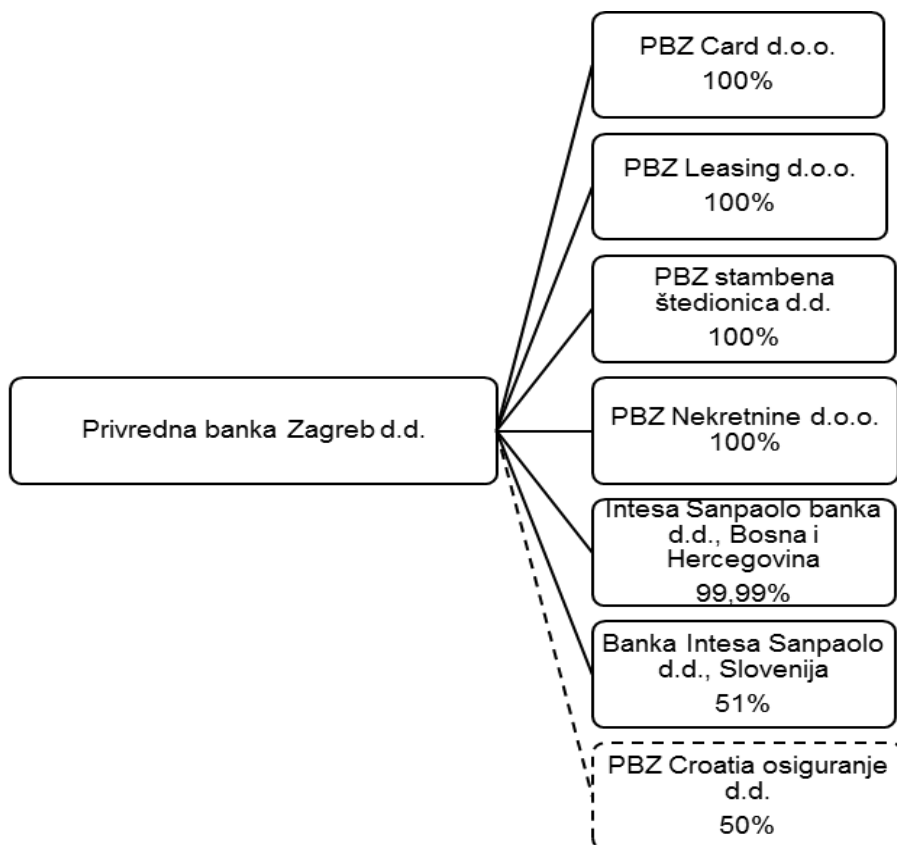 PBZ Card d.o.o.
100%
PBZ Leasing d.o.o.
100%
PBZ stambena
štedionica d.d.
100%
Privredna banka Zagreb d.d.
PBZ Nekretnine d.o.o.
100%
Intesa Sanpaolo banka
d.d., Bosna i
Hercegovina
99,99%
Banka Intesa Sanpaolo
d.d., Slovenija
51%
PBZ Croatia osiguranje
d.d.
50%